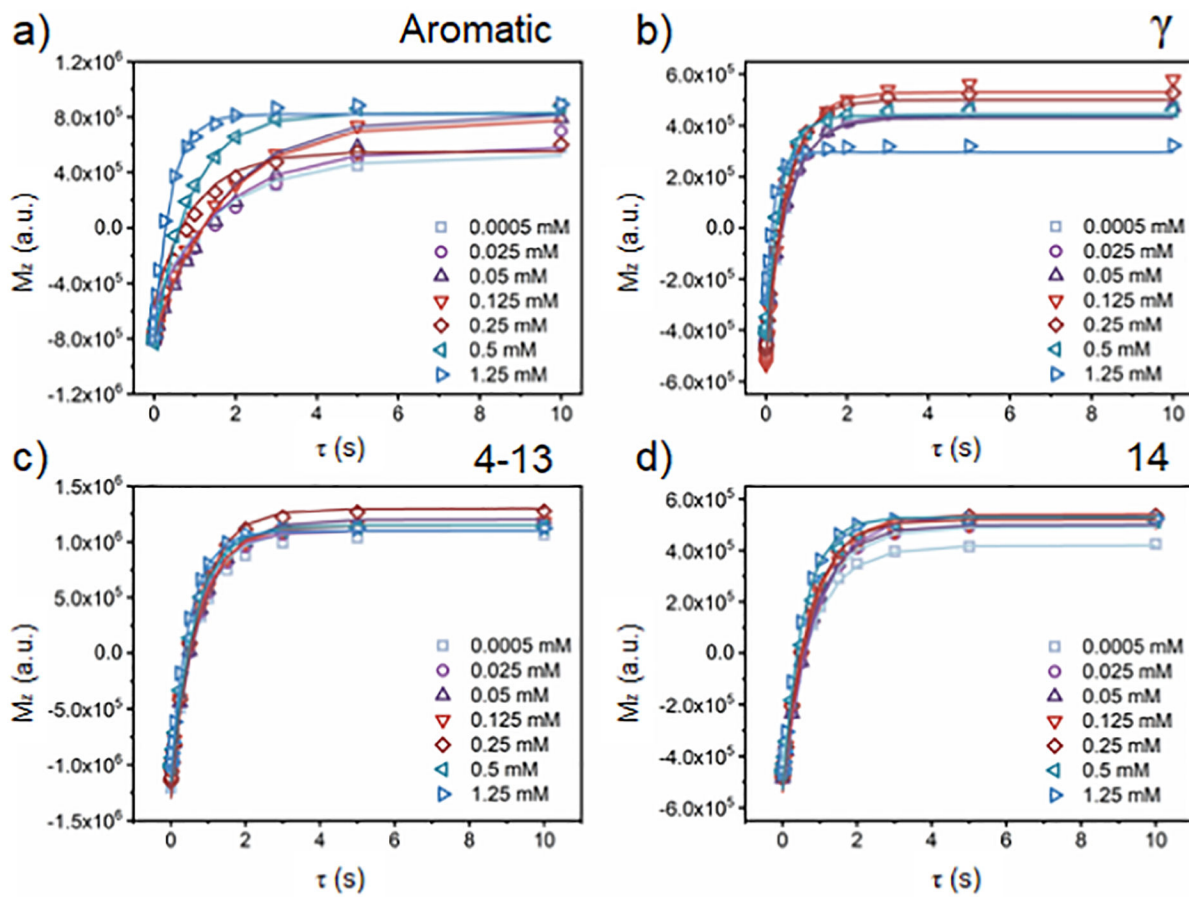 a) Aromatic
1.2x10⁶
8.0x10⁵
4.0x10⁵
0.0
-4.0x10⁵
-8.0x10⁵
-1.2x10⁶
Mz (a.u.)
0.0005 mM
0.025 mM
0.05 mM
0.125 mM
0.25 mM
0.5 mM
1.25 mM
0 2 4 6 8 10
τ (s)
b) γ
6.0x10⁵
4.0x10⁵
2.0x10⁵
0.0
-2.0x10⁵
-4.0x10⁵
-6.0x10⁵
Mz (a.u.)
0.0005 mM
0.025 mM
0.05 mM
0.125 mM
0.25 mM
0.5 mM
1.25 mM
0 2 4 6 8 10
τ (s)
c) 4-13
1.5x10⁶
1.0x10⁶
5.0x10⁵
0.0
-5.0x10⁵
-1.0x10⁶
-1.5x10⁶
Mz (a.u.)
0.0005 mM
0.025 mM
0.05 mM
0.125 mM
0.25 mM
0.5 mM
1.25 mM
0 2 4 6 8 10
τ (s)
d) 14
6.0x10⁵
4.0x10⁵
2.0x10⁵
0.0
-2.0x10⁵
-4.0x10⁵
-6.0x10⁵
Mz (a.u.)
0.0005 mM
0.025 mM
0.05 mM
0.125 mM
0.25 mM
0.5 mM
1.25 mM
0 2 4 6 8 10
τ (s)